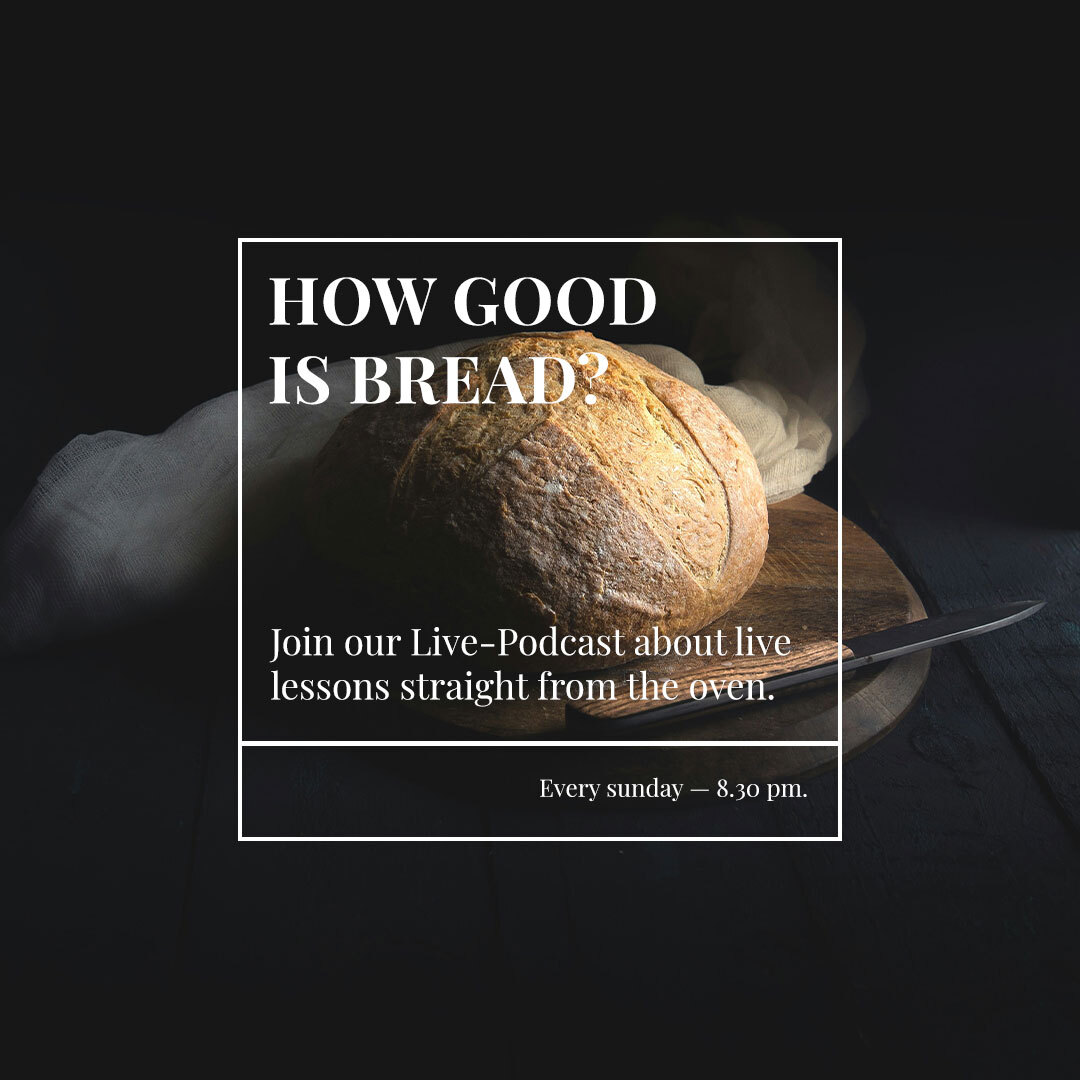 HOW GOOD
IS BREAD?
Join our Live-Podcast about live
lessons straight from the oven.
Every sunday — 8.30 pm.